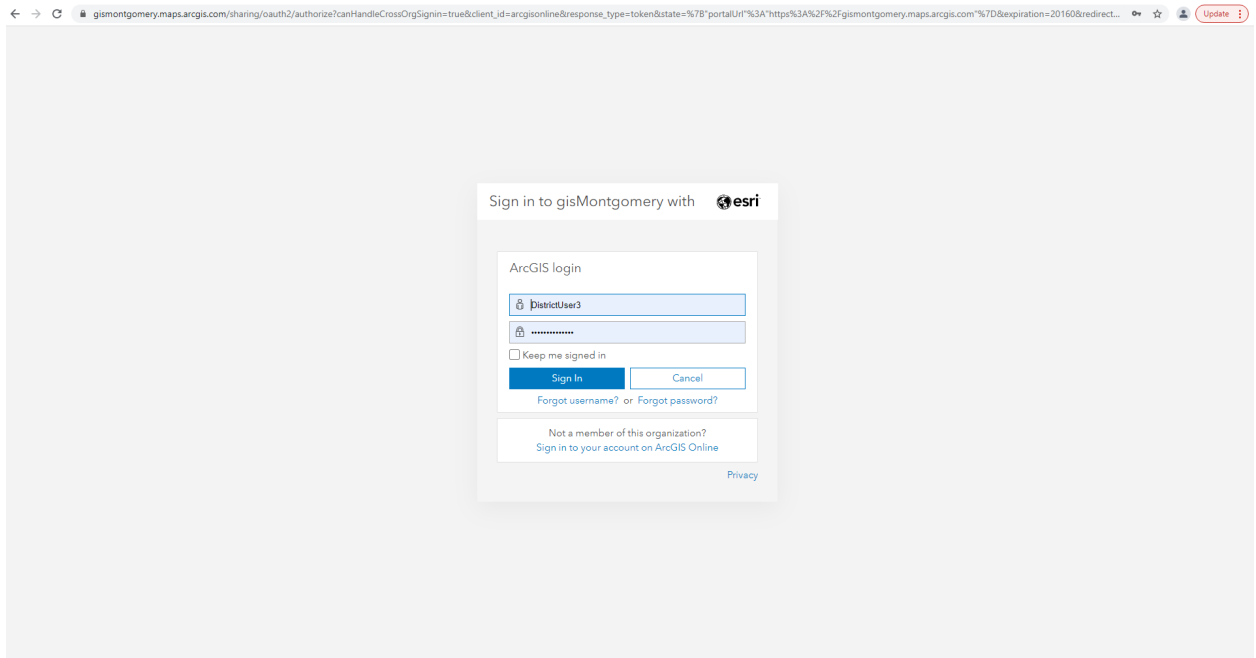 gismontgomery.maps.arcgis.com/sharing/oauth2/authorize?canHandleCrossOrgSignin=true&client_id=arcgisonline&response_type=token&state=%7B"portalUrl"%3A"https%3A%2F%2Fgismontgomery.maps.arcgis.com"%7D&expiration=20160&redirect... Update
Sign in to gisMontgomery with esri
ArcGIS login
DistrictUser3
••••••••••••••
Keep me signed in
Sign In Cancel
Forgot username? or Forgot password?
Not a member of this organization?
Sign in to your account on ArcGIS Online
Privacy